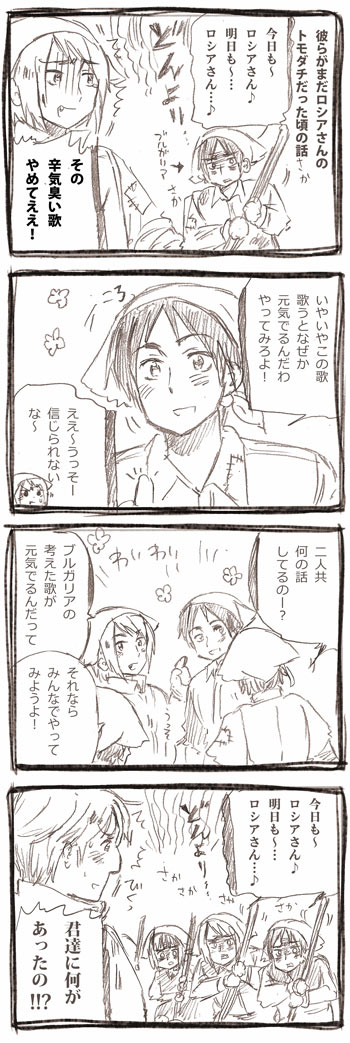 彼らがまだロシアさんの
トモダチだった頃の話
今日も～
ロシアさん♪
明日も～…
ロシアさん…♪
どんより
さか
さか
ブルガリア
その
辛気臭い歌
やめてええ！
いやいやこの歌
歌うとなぜか
元気でるんだわ
やってみろよ！
ころ
ええ～うっそー
信じられない
な～
二人共
何の話
してるのー？
わい
わい
ブルガリアの
考えた歌が
元気でるんだって
うっそー
それなら
みんなでやって
みようよ！
今日も～
ロシアさん♪
明日も～…
ロシアさん…♪
どんより
さか
さか
さか
君達に何が
あったの!!?